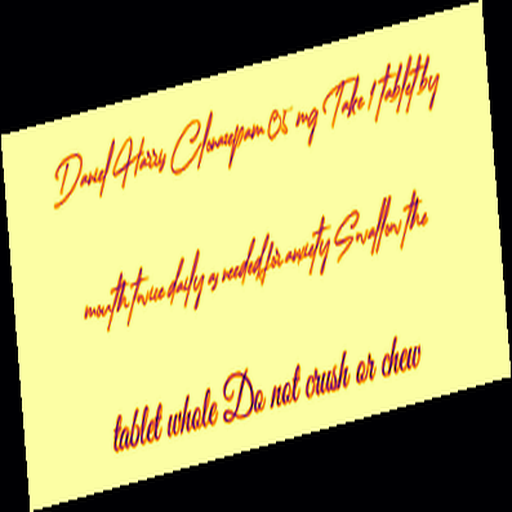 Daniel Harris Clonazepam 0.5 mg Take 1 tablet by
mouth twice daily as needed for anxiety Swallow the
tablet whole Do not crush or chew